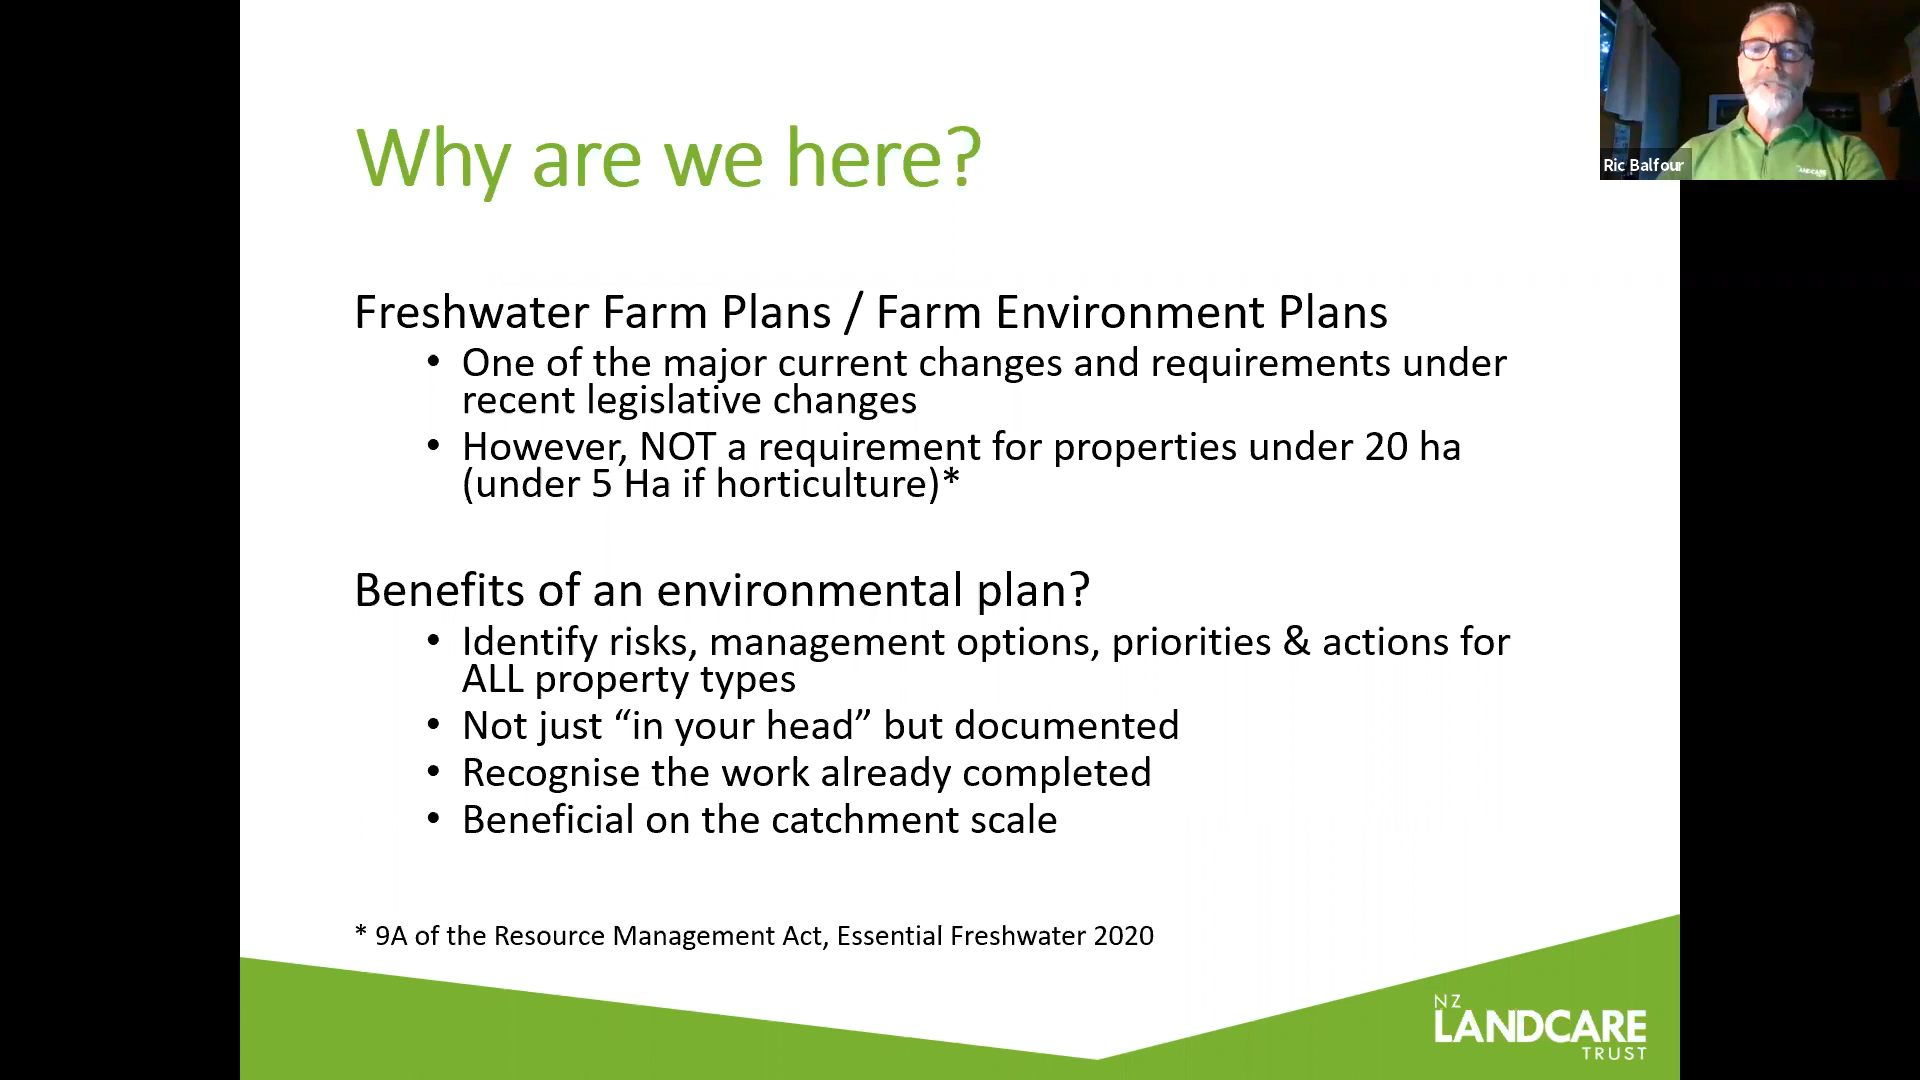 Why are we here?
Freshwater Farm Plans / Farm Environment Plans
• One of the major current changes and requirements under
recent legislative changes
• However, NOT a requirement for properties under 20 ha
(under 5 Ha if horticulture)*
Benefits of an environmental plan?
• Identify risks, management options, priorities & actions for
ALL property types
• Not just “in your head” but documented
• Recognise the work already completed
• Beneficial on the catchment scale
* 9A of the Resource Management Act, Essential Freshwater 2020
NZ
LANDCARE
TRUST
Ric Balfour
LANDCARE